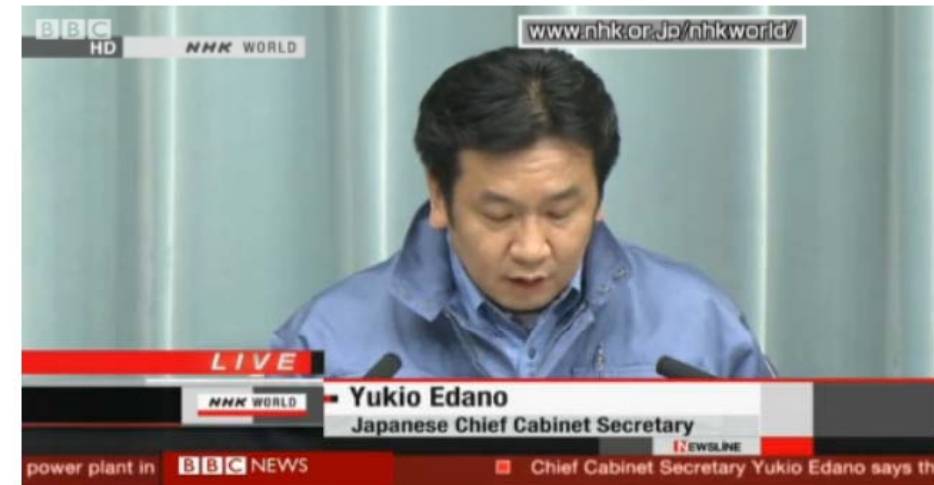 BBC
HD
NHK WORLD
www.nhk.or.jp/nhkworld/
LIVE
NHK WORLD
Yukio Edano
Japanese Chief Cabinet Secretary
NEWSLINE
power plant in
BBC NEWS
Chief Cabinet Secretary Yukio Edano says th